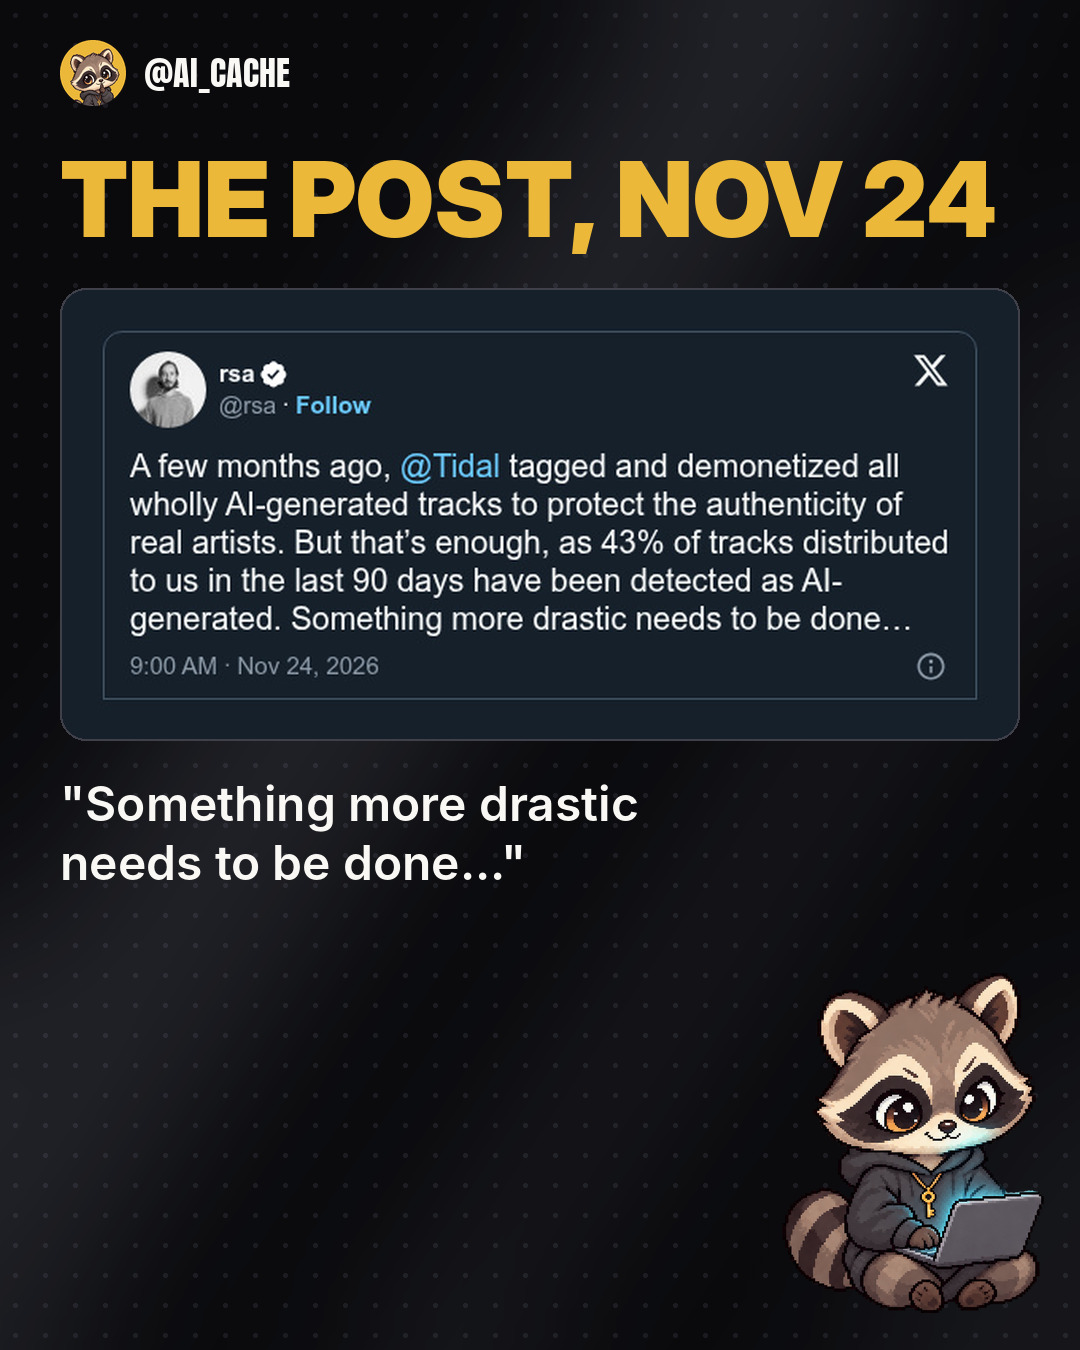 @AI_CACHE
THE POST, NOV 24
rsa
@rsa · Follow
A few months ago, @Tidal tagged and demonetized all
wholly AI-generated tracks to protect the authenticity of
real artists. But that’s enough, as 43% of tracks distributed
to us in the last 90 days have been detected as AI-
generated. Something more drastic needs to be done…
9:00 AM · Nov 24, 2026
"Something more drastic
needs to be done..."